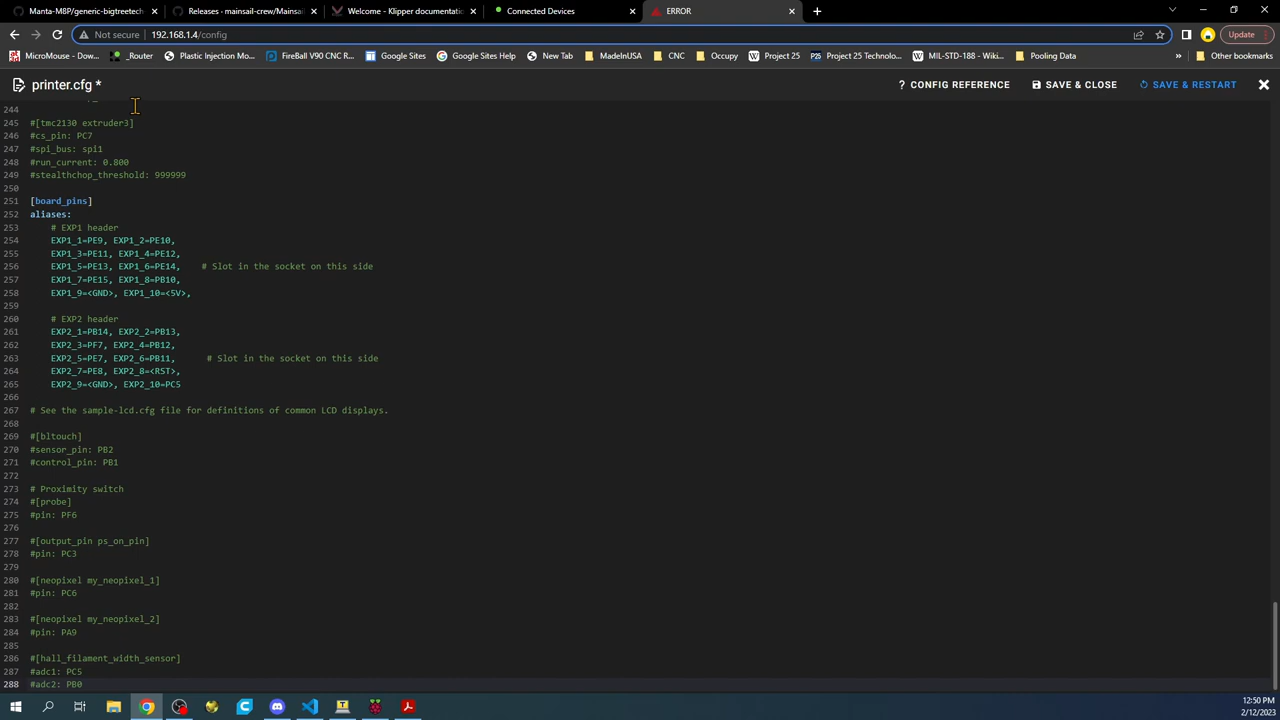 Manta-M8P/generic-bigtreetech
Releases · mainsail-crew/Mainsai
Welcome - Klipper documentatio
Connected Devices
ERROR
Not secure
192.168.1.4/config
Update
MicroMouse - Dow...
_Router
Plastic Injection Mo...
FireBall V90 CNC R...
Google Sites
Google Sites Help
New Tab
MadeInUSA
CNC
Occupy
Project 25
Project 25 Technolo...
MIL-STD-188 - Wiki...
Pooling Data
Other bookmarks
printer.cfg *
CONFIG REFERENCE
SAVE & CLOSE
SAVE & RESTART
244
245 #[tmc2130 extruder3]
246 #cs_pin: PC7
247 #spi_bus: spi1
248 #run_current: 0.800
249 #stealthchop_threshold: 999999
250
251 [board_pins]
252 aliases:
253 # EXP1 header
254 EXP1_1=PE9, EXP1_2=PE10,
255 EXP1_3=PE11, EXP1_4=PE12,
256 EXP1_5=PE13, EXP1_6=PE14, # Slot in the socket on this side
257 EXP1_7=PE15, EXP1_8=PB10,
258 EXP1_9=<GND>, EXP1_10=<5V>,
259
260 # EXP2 header
261 EXP2_1=PB14, EXP2_2=PB13,
262 EXP2_3=PF7, EXP2_4=PB12,
263 EXP2_5=PE7, EXP2_6=PB11, # Slot in the socket on this side
264 EXP2_7=PE8, EXP2_8=<RST>,
265 EXP2_9=<GND>, EXP2_10=PC5
266
267 # See the sample-lcd.cfg file for definitions of common LCD displays.
268
269 #[bltouch]
270 #sensor_pin: PB2
271 #control_pin: PB1
272
273 # Proximity switch
274 #[probe]
275 #pin: PF6
276
277 #[output_pin ps_on_pin]
278 #pin: PC3
279
280 #[neopixel my_neopixel_1]
281 #pin: PC6
282
283 #[neopixel my_neopixel_2]
284 #pin: PA9
285
286 #[hall_filament_width_sensor]
287 #adc1: PC5
288 #adc2: PB0
12:50 PM
2/12/2023